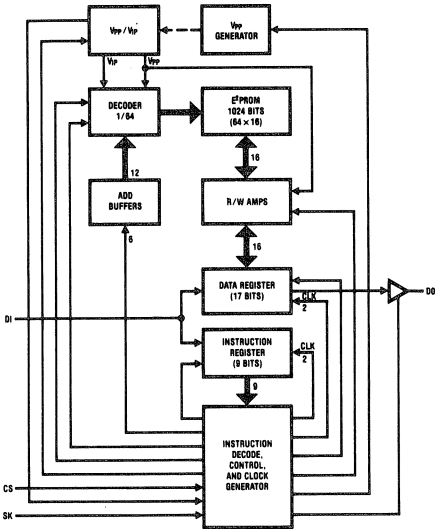 VPP/VIP
VPP
GENERATOR
VIP
VPP
DECODER
1/64
E²PROM
1024 BITS
(64 × 16)
12
16
ADD
BUFFERS
R/W AMPS
6
16
DATA REGISTER
(17 BITS)
CLK
2
DO
DI
INSTRUCTION
REGISTER
(9 BITS)
CLK
2
9
INSTRUCTION
DECODE,
CONTROL,
AND CLOCK
GENERATOR
CS
SK